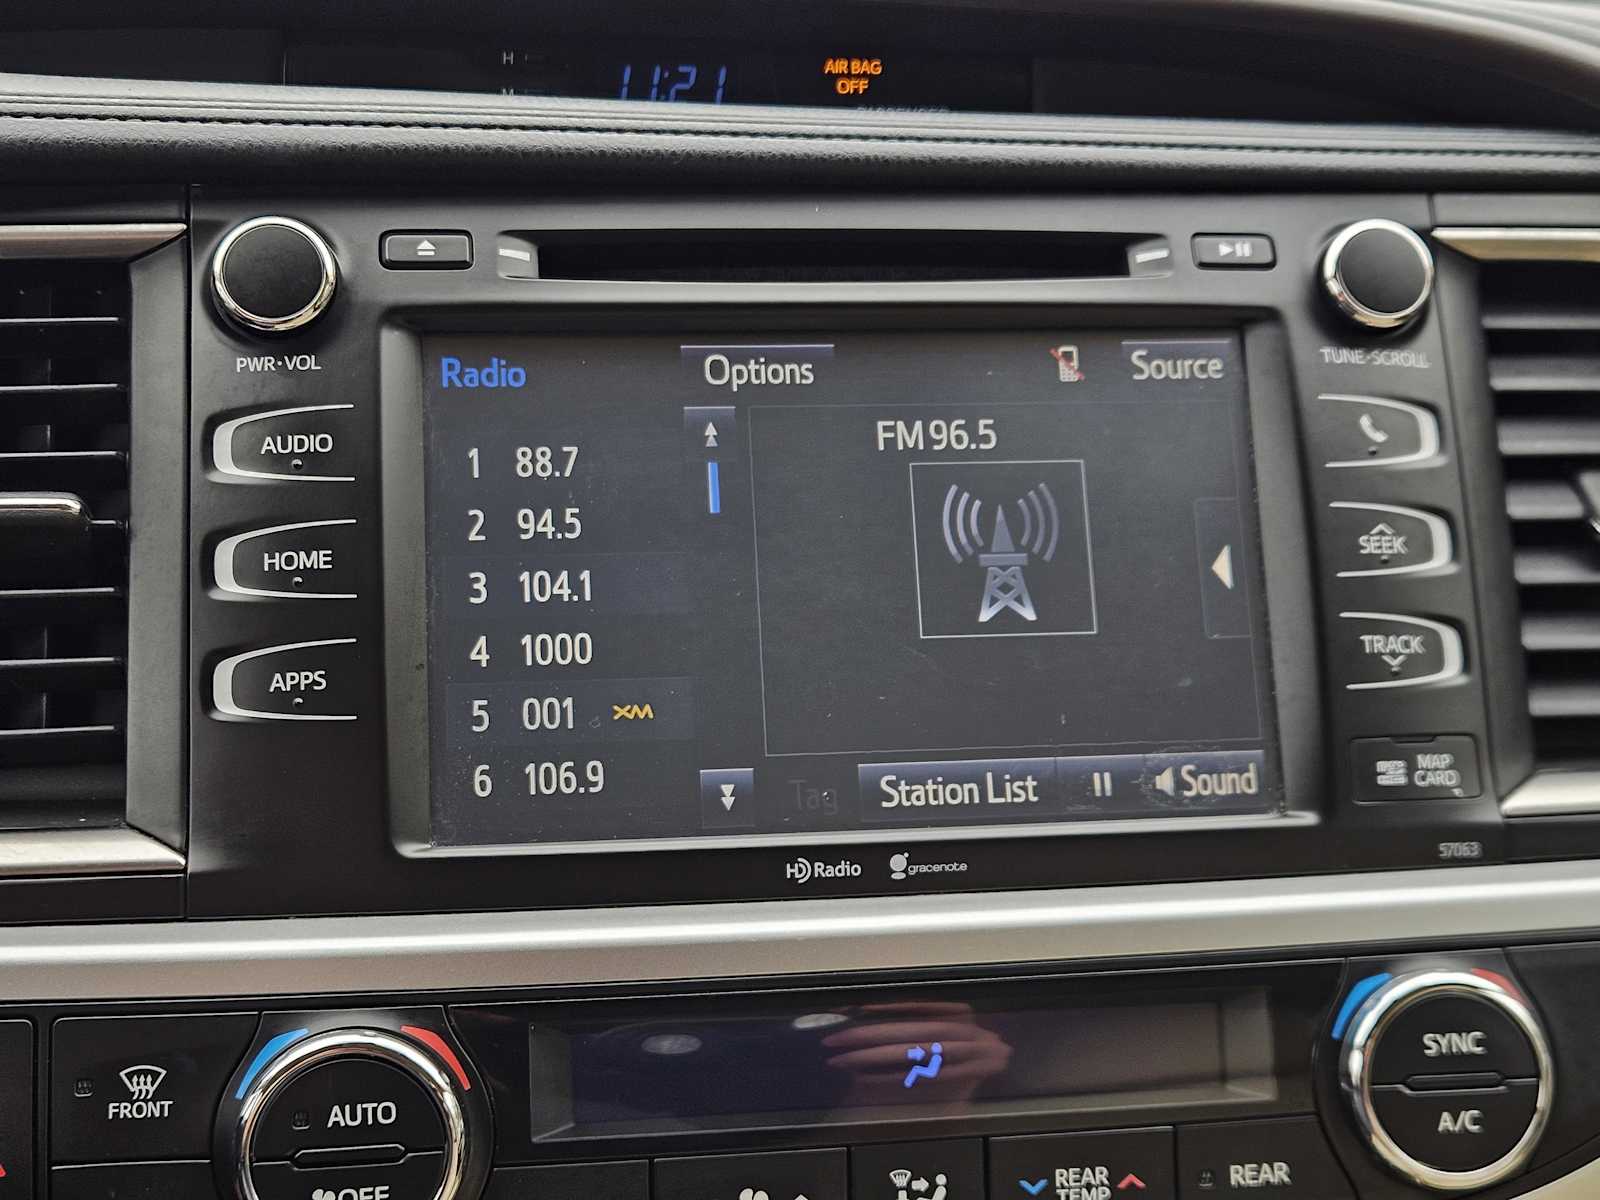 H
M
11:21
AIR BAG
OFF
PASSENGER
PWR•VOL
AUDIO
HOME
APPS
Radio
Options
Source
1 88.7
2 94.5
3 104.1
4 1000
5 001 XM
6 106.9
FM 96.5
Tag
Station List
Sound
TUNE•SCROLL
SEEK
TRACK
MAP
CARD
57063
HD Radio
gracenote
FRONT
AUTO
OFF
SYNC
A/C
REAR
TEMP
REAR